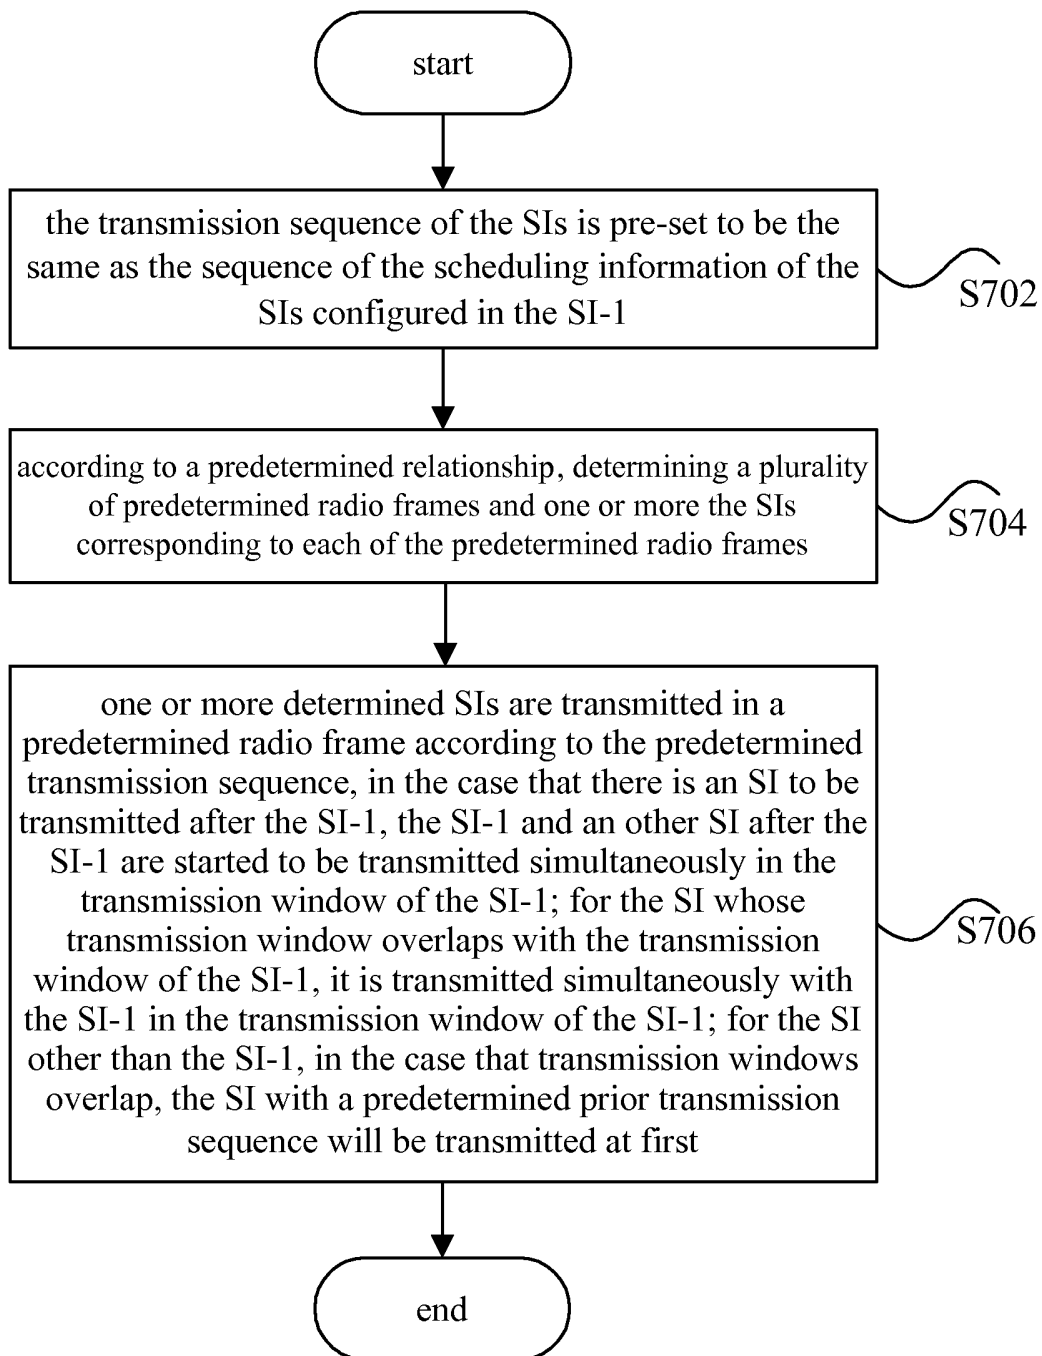 start
the transmission sequence of the SIs is pre-set to be the
same as the sequence of the scheduling information of the
SIs configured in the SI-1
S702
according to a predetermined relationship, determining a plurality
of predetermined radio frames and one or more the SIs
corresponding to each of the predetermined radio frames
S704
one or more determined SIs are transmitted in a
predetermined radio frame according to the predetermined
transmission sequence, in the case that there is an SI to be
transmitted after the SI-1, the SI-1 and an other SI after the
SI-1 are started to be transmitted simultaneously in the
transmission window of the SI-1; for the SI whose
transmission window overlaps with the transmission
window of the SI-1, it is transmitted simultaneously with
the SI-1 in the transmission window of the SI-1; for the SI
other than the SI-1, in the case that transmission windows
overlap, the SI with a predetermined prior transmission
sequence will be transmitted at first
S706
end